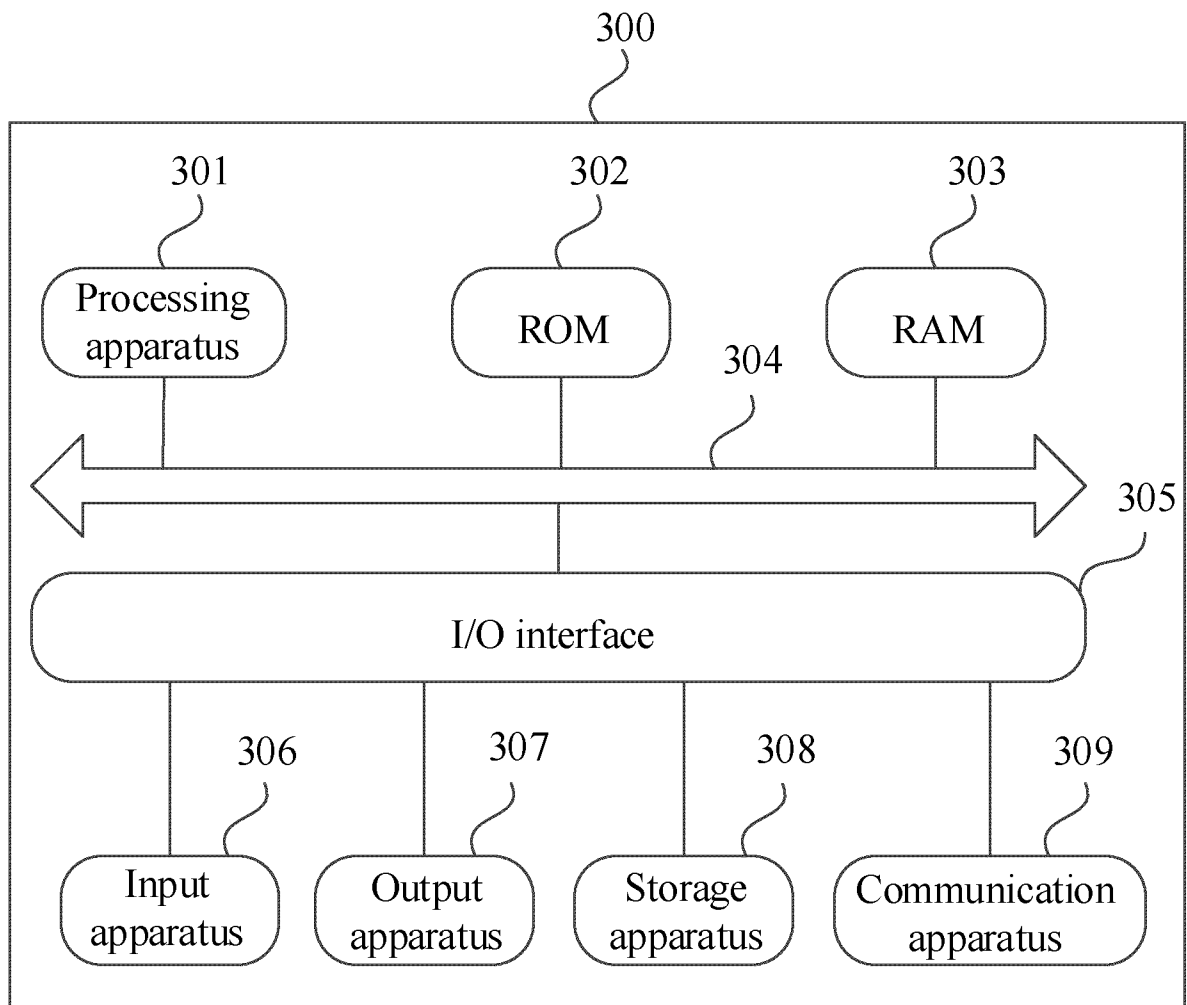 300
301
302
303
Processing
apparatus
ROM
RAM
304
305
I/O interface
306
307
308
309
Input
apparatus
Output
apparatus
Storage
apparatus
Communication
apparatus